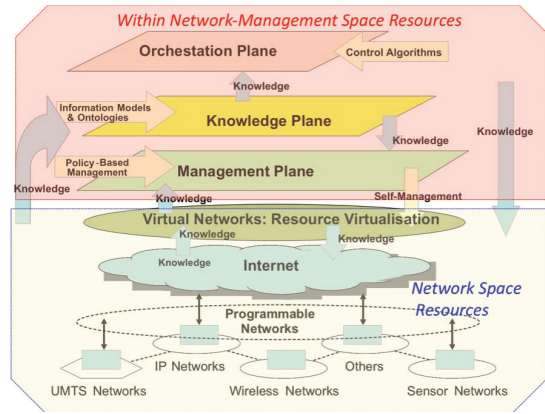 Within Network-Management Space Resources
Orchestation Plane
Control Algorithms
Knowledge
Information Models
& Ontologies
Knowledge Plane
Knowledge
Knowledge
Policy-Based
Management
Management Plane
Knowledge
Knowledge
Self-Management
Virtual Networks: Resource Virtualisation
Knowledge
Knowledge
Internet
Network Space
Resources
Programmable
Networks
IP Networks
Others
UMTS Networks
Wireless Networks
Sensor Networks